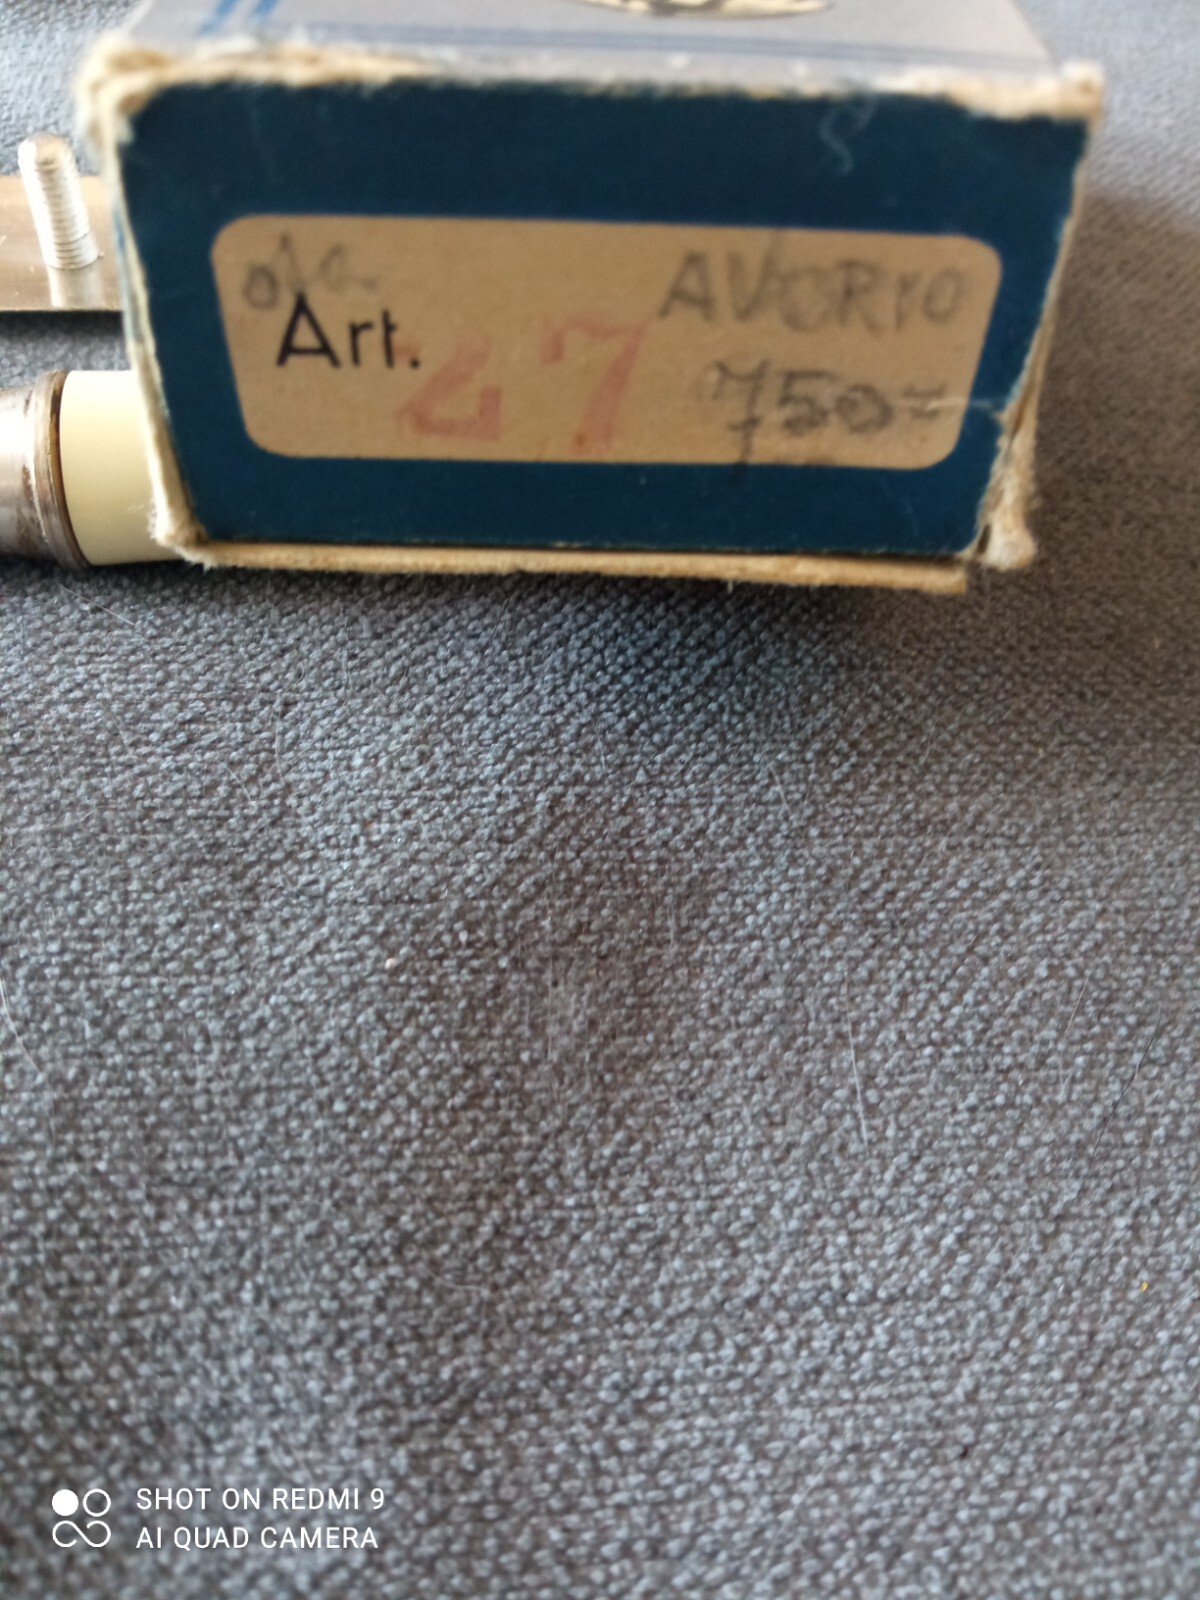 AVORIO
Art. 27
750=
SHOT ON REDMI 9
AI QUAD CAMERA